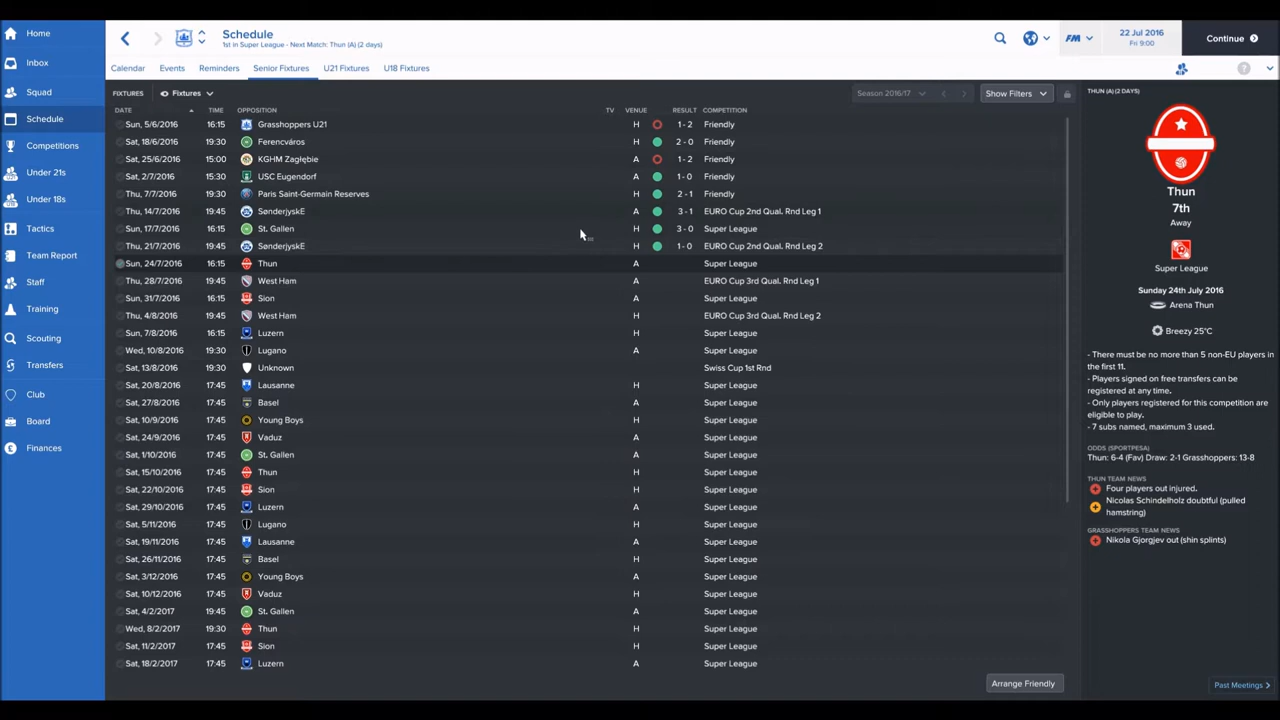 Home
Inbox
Squad
Schedule
Competitions
Under 21s
Under 18s
Tactics
Team Report
Staff
Training
Scouting
Transfers
Club
Board
Finances
Schedule
1st in Super League - Next Match: Thun (A) (2 days)
FM
22 Jul 2016
Fri 9:00
Continue
Calendar Events Reminders Senior Fixtures U21 Fixtures U18 Fixtures
FIXTURES Fixtures Season 2016/17 Show Filters
DATE TIME OPPOSITION TV VENUE RESULT COMPETITION
Sun, 5/6/2016 16:15 Grasshoppers U21 H 1 - 2 Friendly
Sat, 18/6/2016 19:30 Ferencváros H 2 - 0 Friendly
Sat, 25/6/2016 15:00 KGHM Zagłębie A 1 - 2 Friendly
Sat, 2/7/2016 15:30 USC Eugendorf A 1 - 0 Friendly
Thu, 7/7/2016 19:30 Paris Saint-Germain Reserves H 2 - 1 Friendly
Thu, 14/7/2016 19:45 SønderjyskE A 3 - 1 EURO Cup 2nd Qual. Rnd Leg 1
Sun, 17/7/2016 16:15 St. Gallen H 3 - 0 Super League
Thu, 21/7/2016 19:45 SønderjyskE H 1 - 0 EURO Cup 2nd Qual. Rnd Leg 2
Sun, 24/7/2016 16:15 Thun A Super League
Thu, 28/7/2016 19:45 West Ham A EURO Cup 3rd Qual. Rnd Leg 1
Sun, 31/7/2016 16:15 Sion A Super League
Thu, 4/8/2016 19:45 West Ham H EURO Cup 3rd Qual. Rnd Leg 2
Sun, 7/8/2016 16:15 Luzern H Super League
Wed, 10/8/2016 19:30 Lugano A Super League
Sat, 13/8/2016 19:30 Unknown Swiss Cup 1st Rnd
Sat, 20/8/2016 17:45 Lausanne H Super League
Sat, 27/8/2016 17:45 Basel A Super League
Sat, 10/9/2016 17:45 Young Boys H Super League
Sat, 24/9/2016 17:45 Vaduz A Super League
Sat, 1/10/2016 17:45 St. Gallen A Super League
Sat, 15/10/2016 17:45 Thun H Super League
Sat, 22/10/2016 17:45 Sion H Super League
Sat, 29/10/2016 17:45 Luzern A Super League
Sat, 5/11/2016 17:45 Lugano H Super League
Sat, 19/11/2016 17:45 Lausanne A Super League
Sat, 26/11/2016 17:45 Basel H Super League
Sat, 3/12/2016 17:45 Young Boys A Super League
Sat, 10/12/2016 17:45 Vaduz H Super League
Sat, 4/2/2017 19:45 St. Gallen A Super League
Wed, 8/2/2017 19:30 Thun H Super League
Sat, 11/2/2017 17:45 Sion H Super League
Sat, 18/2/2017 17:45 Luzern A Super League
Arrange Friendly
THUN (A) (2 DAYS)
Thun
7th
Away
Super League
Sunday 24th July 2016
Arena Thun
Breezy 25°C
- There must be no more than 5 non-EU players in
the first 11.
- Players signed on free transfers can be
registered at any time.
- Only players registered for this competition are
eligible to play.
- 7 subs named, maximum 3 used.
ODDS (SPORTPESA)
Thun: 6-4 (Fav) Draw: 2-1 Grasshoppers: 13-8
THUN TEAM NEWS
Four players out injured.
Nicolas Schindelholz doubtful (pulled
hamstring)
GRASSHOPPERS TEAM NEWS
Nikola Gjorgjev out (shin splints)
Past Meetings >